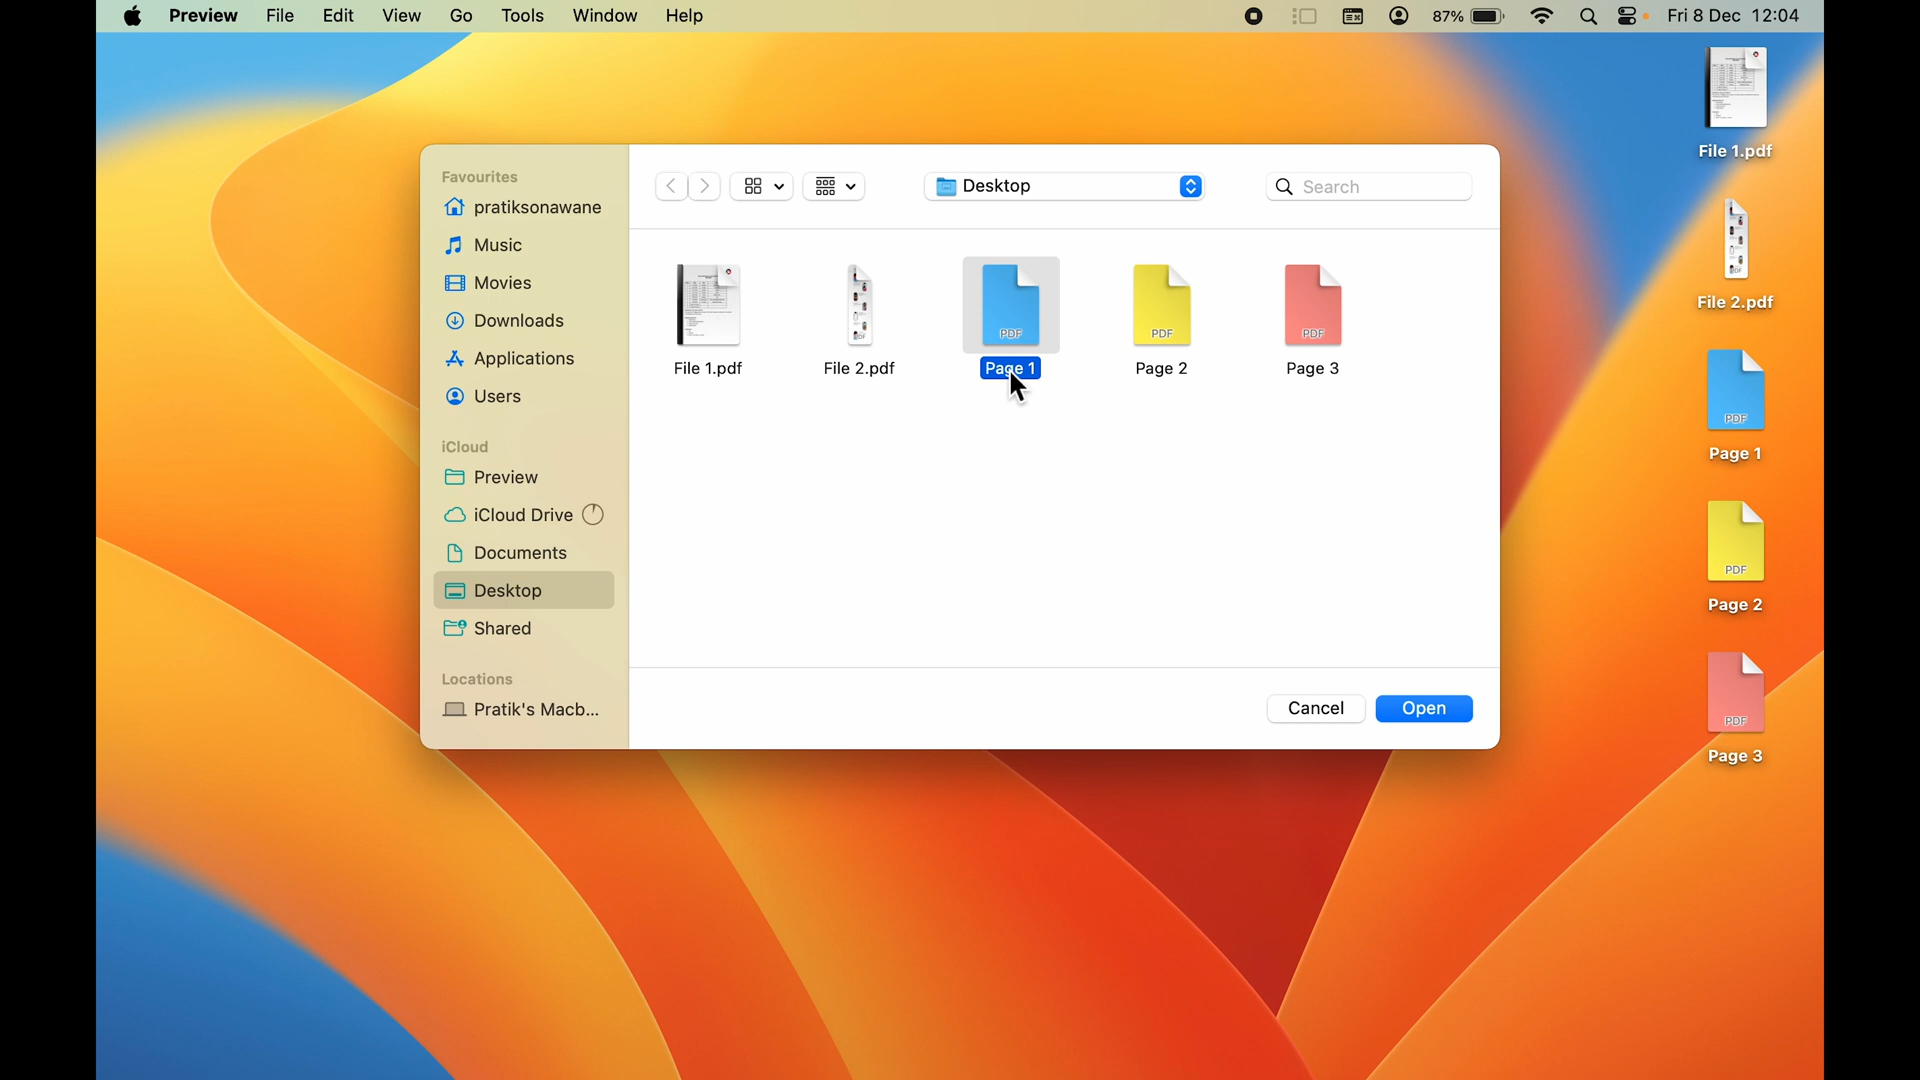 Preview File Edit View Go Tools Window Help 87% Fri 8 Dec 12:04
Favourites
pratiksonawane
Music
Movies
Downloads
Applications
Users
iCloud
Preview
iCloud Drive
Documents
Desktop
Shared
Locations
Pratik's Macb...
Desktop
Search
PDF PDF PDF
File 1.pdf File 2.pdf Page 1 Page 2 Page 3
Cancel Open
File 1.pdf
File 2.pdf
PDF
Page 1
PDF
Page 2
PDF
Page 3